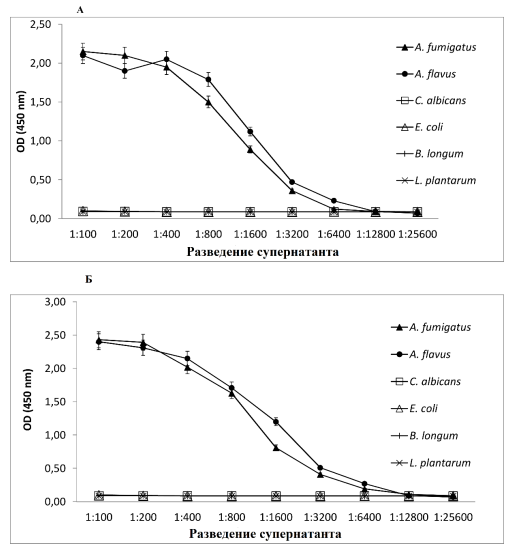 А
2,50
2,00
1,50
1,00
0,50
0,00
OD (450 nm)
A. fumigatus
A. flavus
C. albicans
E. coli
B. longum
L. plantarum
1:100 1:200 1:400 1:800 1:1600 1:3200 1:6400 1:12800 1:25600
Разведение супернатанта
Б
3,00
2,50
2,00
1,50
1,00
0,50
0,00
OD (450 nm)
A. fumigatus
A. flavus
C. albicans
E. coli
B. longum
L. plantarum
1:100 1:200 1:400 1:800 1:1600 1:3200 1:6400 1:12800 1:25600
Разведение супернатанта